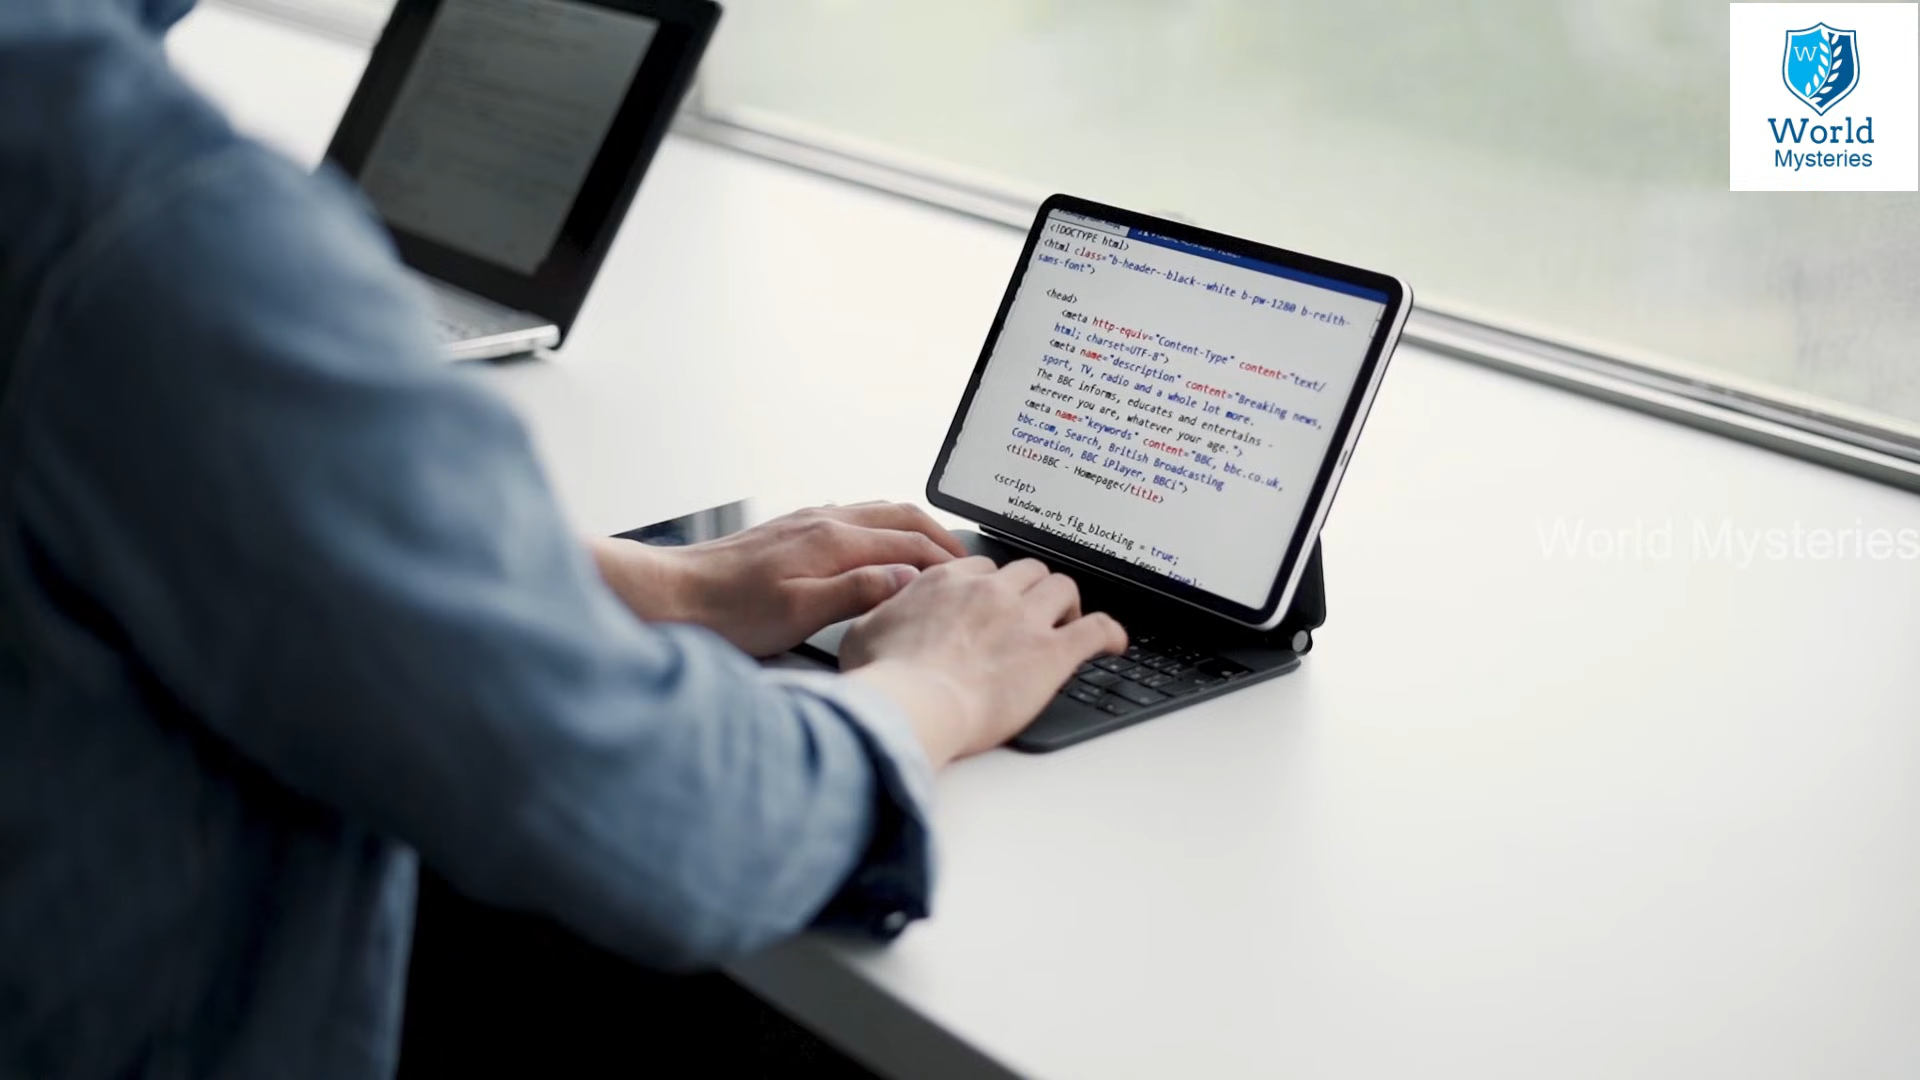 W
World
Mysteries
<!DOCTYPE html>
<html class="b-header--black--white b-pw-1280 b-reith-
sans-font">
<head>
<meta http-equiv="Content-Type" content="text/
html; charset=UTF-8">
<meta name="description" content="Breaking news,
sport, TV, radio and a whole lot more.
The BBC informs, educates and entertains -
wherever you are, whatever your age.">
<meta name="keywords" content="BBC, bbc.co.uk,
bbc.com, Search, British Broadcasting
Corporation, BBC iPlayer, BBCi">
<title>BBC - Homepage</title>
<script>
window.orb_fig_blocking = true;
window.bbcredirection = {geo: true};
World Mysteries